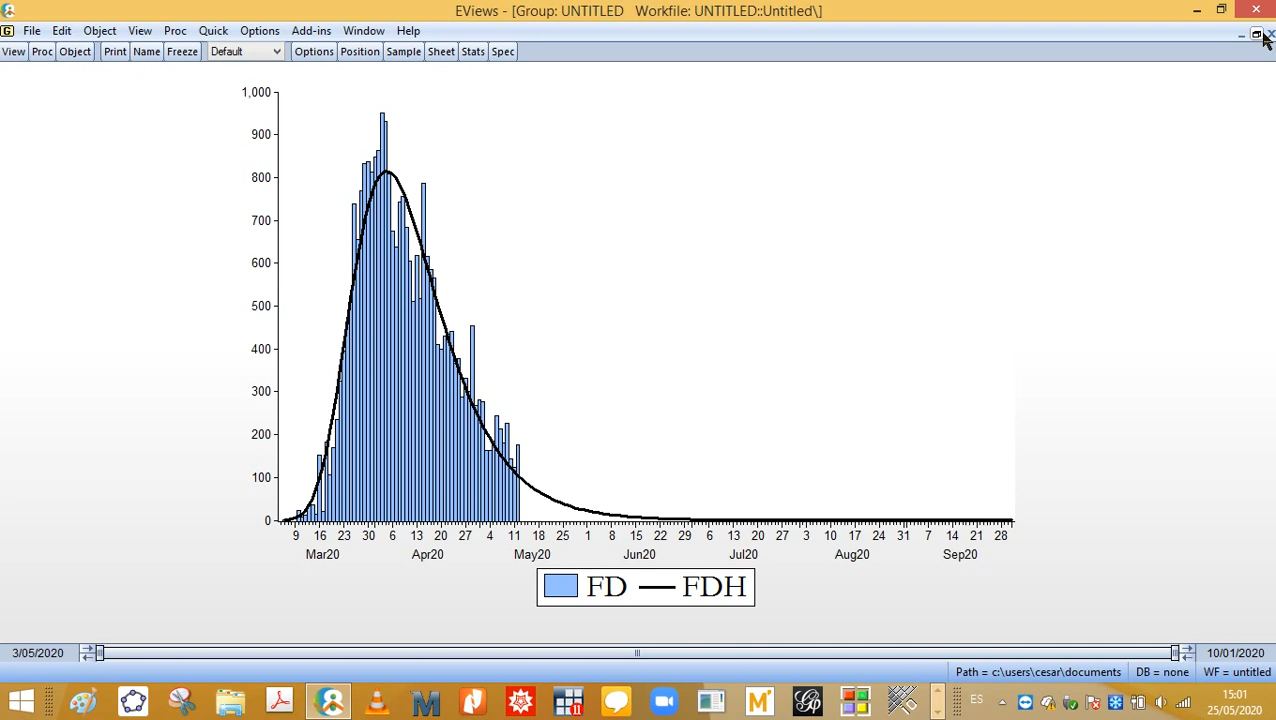 EViews - [Group: UNTITLED   Workfile: UNTITLED::Untitled\]
G File Edit Object View Proc Quick Options Add-ins Window Help
View Proc Object Print Name Freeze Default Options Position Sample Sheet Stats Spec
1,000
900
800
700
600
500
400
300
200
100
0
9 16 23 30 6 13 20 27 4 11 18 25 1 8 15 22 29 6 13 20 27 3 10 17 24 31 7 14 21 28
Mar20 Apr20 May20 Jun20 Jul20 Aug20 Sep20
FD FDH
3/05/2020 10/01/2020
Path = c:\users\cesar\documents DB = none WF = untitled
ES 15:01
25/05/2020